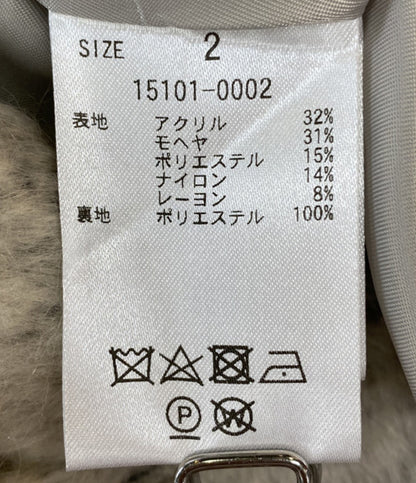 SIZE 2
15101-0002
表地 アクリル 32%
モヘヤ 31%
ポリエステル 15%
ナイロン 14%
レーヨン 8%
裏地 ポリエステル 100%
P W